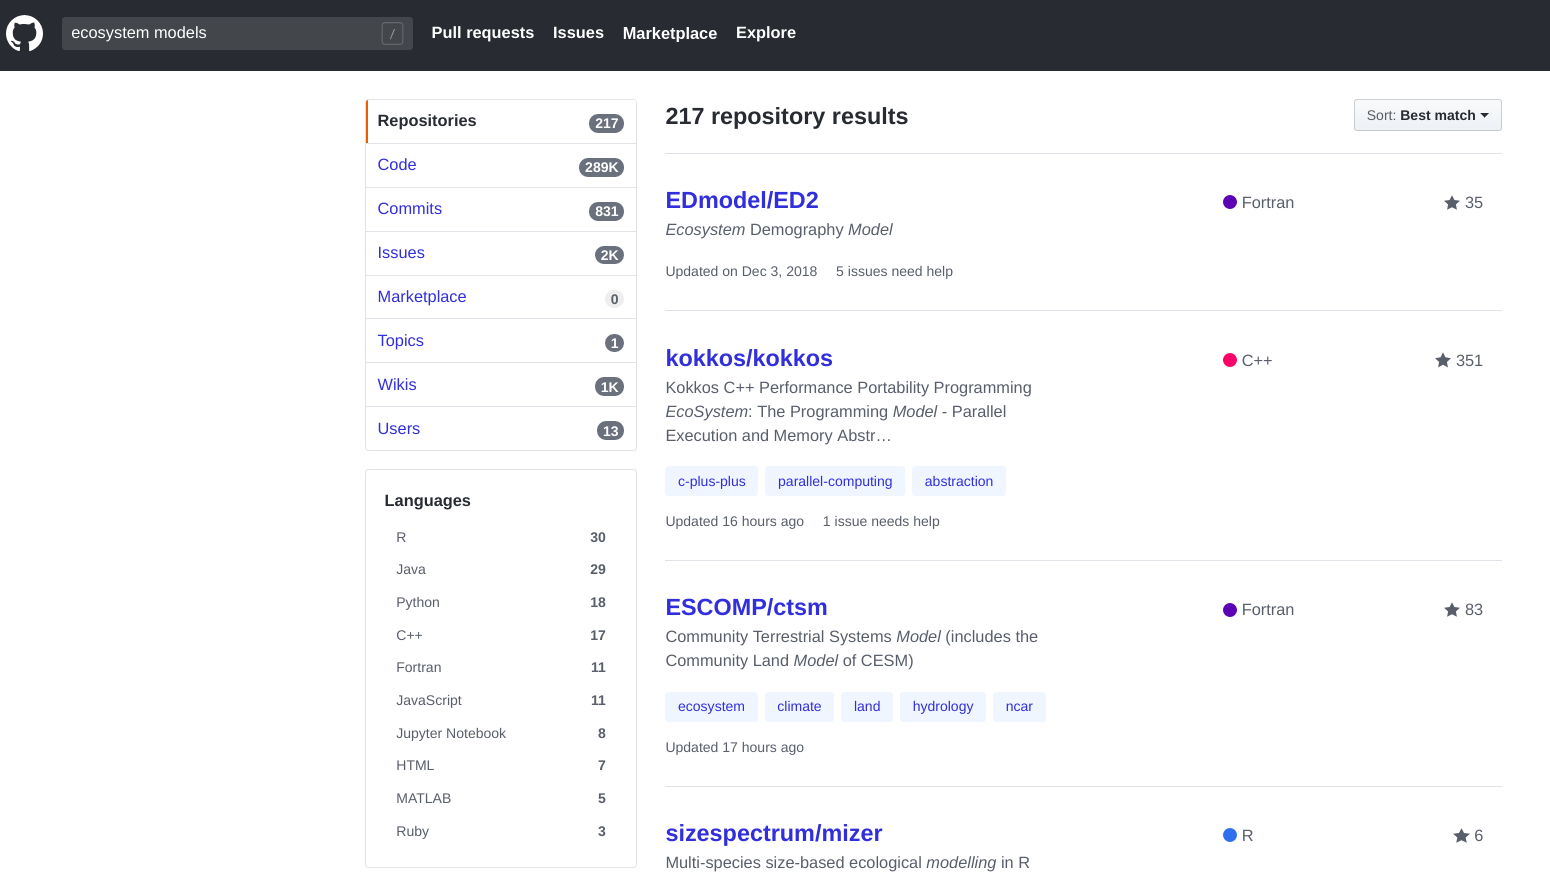 ecosystem models /
Pull requests Issues Marketplace Explore
Repositories 217
Code 289K
Commits 831
Issues 2K
Marketplace 0
Topics 1
Wikis 1K
Users 13
Languages
R 30
Java 29
Python 18
C++ 17
Fortran 11
JavaScript 11
Jupyter Notebook 8
HTML 7
MATLAB 5
Ruby 3
217 repository results
Sort: Best match
EDmodel/ED2
Fortran
35
Ecosystem Demography Model
Updated on Dec 3, 2018 5 issues need help
kokkos/kokkos
C++
351
Kokkos C++ Performance Portability Programming
EcoSystem: The Programming Model - Parallel
Execution and Memory Abstr…
c-plus-plus parallel-computing abstraction
Updated 16 hours ago 1 issue needs help
ESCOMP/ctsm
Fortran
83
Community Terrestrial Systems Model (includes the
Community Land Model of CESM)
ecosystem climate land hydrology ncar
Updated 17 hours ago
sizespectrum/mizer
R
6
Multi-species size-based ecological modelling in R